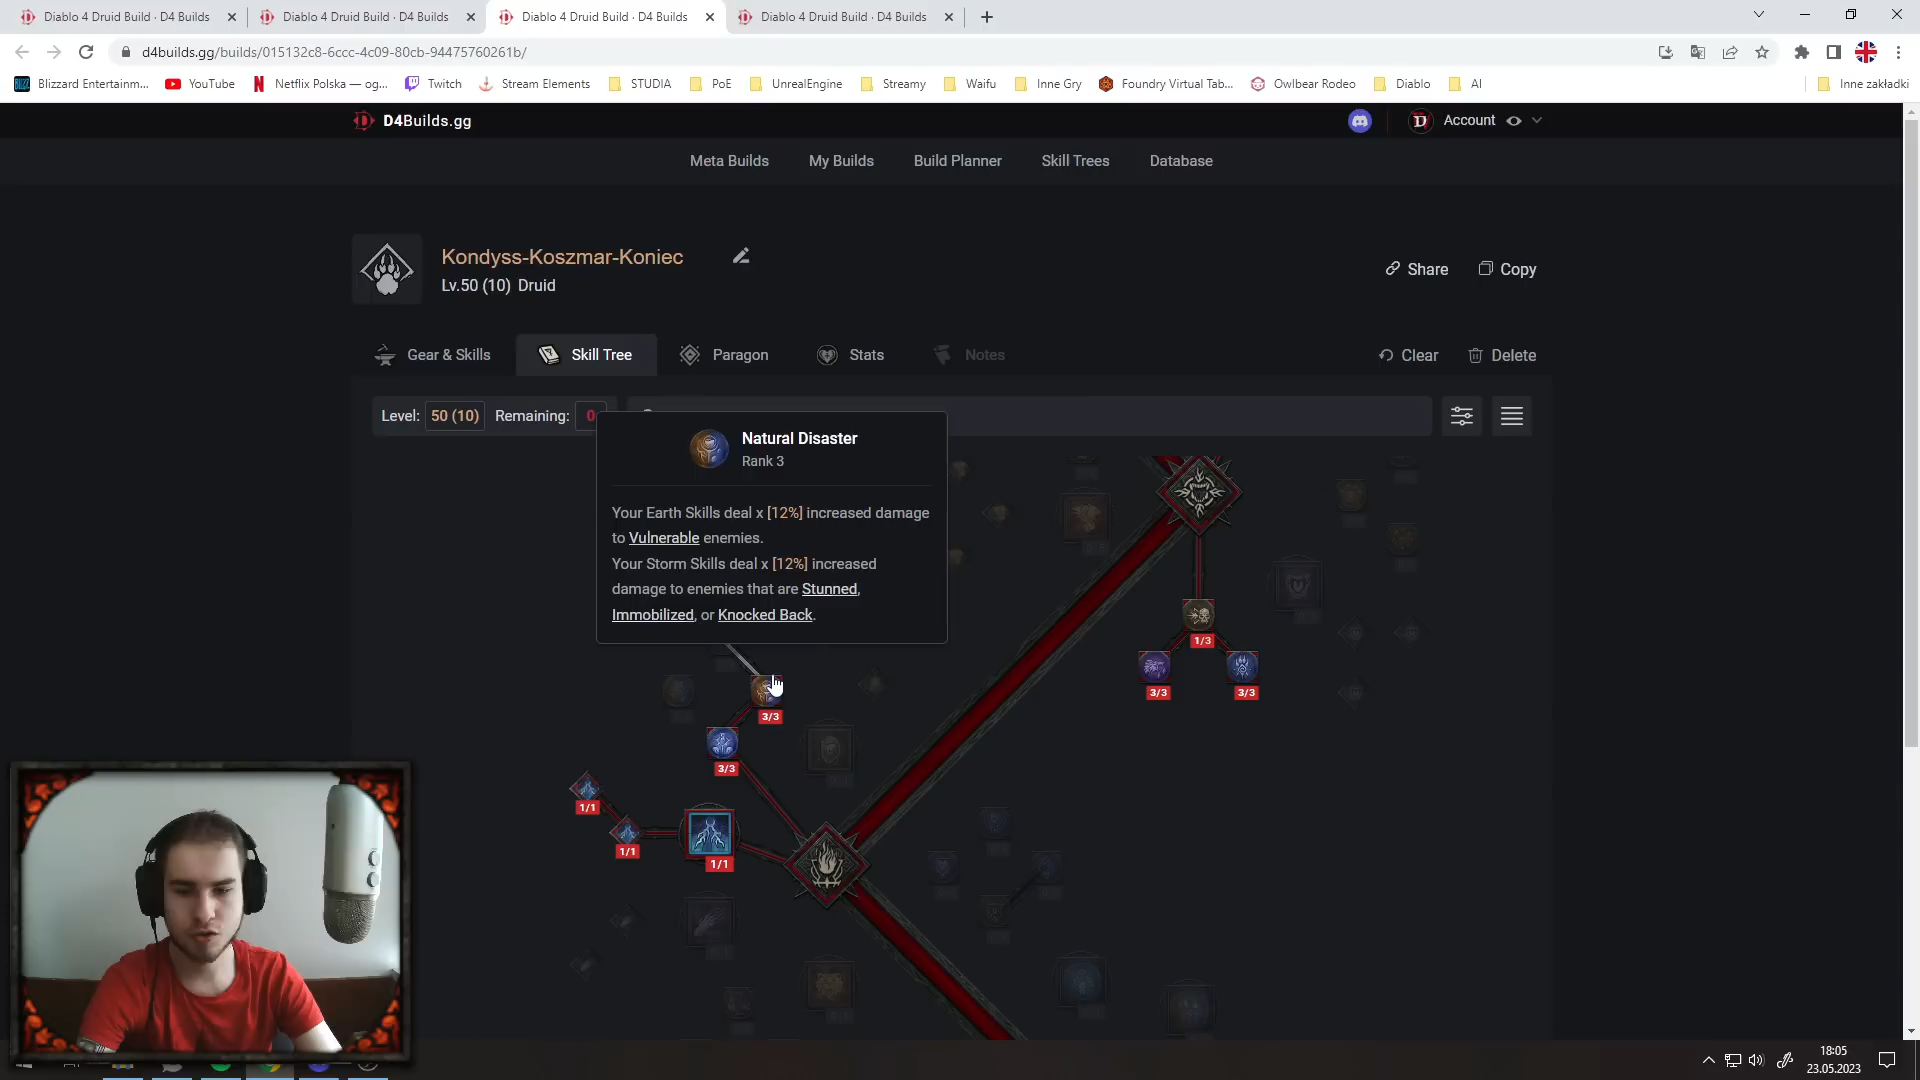 Diablo 4 Druid Build · D4 Builds
Diablo 4 Druid Build · D4 Builds
Diablo 4 Druid Build · D4 Builds
Diablo 4 Druid Build · D4 Builds
d4builds.gg/builds/015132c8-6ccc-4c09-80cb-94475760261b/
Blizzard Entertainm...
YouTube
Netflix Polska — og...
Twitch
Stream Elements
STUDIA
PoE
UnrealEngine
Streamy
Waifu
Inne Gry
Foundry Virtual Tab...
Owlbear Rodeo
Diablo
AI
Inne zakładki
D4Builds.gg
Account
Meta Builds
My Builds
Build Planner
Skill Trees
Database
Kondyss-Koszmar-Koniec
Lv.50 (10) Druid
Share
Copy
Gear & Skills
Skill Tree
Paragon
Stats
Notes
Clear
Delete
Level: 50 (10) Remaining: 0
Natural Disaster
Rank 3
Your Earth Skills deal x [12%] increased damage
to Vulnerable enemies.
Your Storm Skills deal x [12%] increased
damage to enemies that are Stunned,
Immobilized, or Knocked Back.
1/3
3/3
3/3
3/3
3/3
1/1
1/1
1/1
18:05
23.05.2023